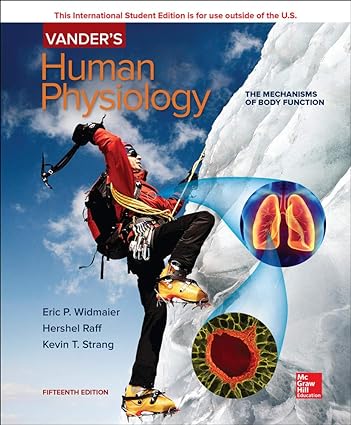 This International Student Edition is for use outside of the U.S.
VANDER'S
Human
Physiology
THE MECHANISMS
OF BODY FUNCTION
Eric P. Widmaier
Hershel Raff
Kevin T. Strang
FIFTEENTH EDITION
Mc
Graw
Hill
Education